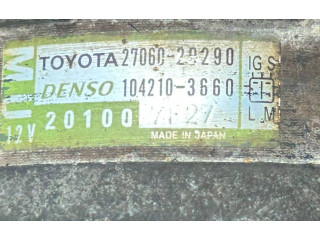 TOYOTA 27060-28290
DENSO 104210-3660
12V 20100
MADE IN JAPAN
IG S
L M